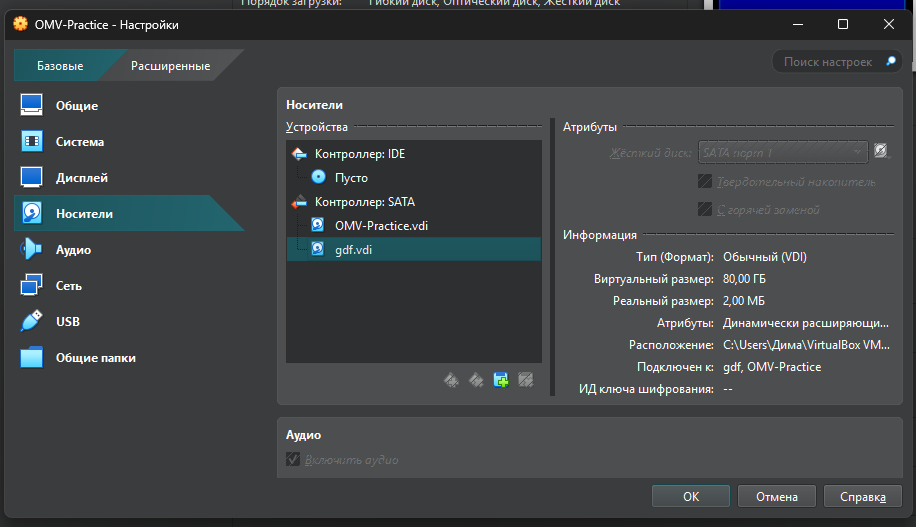 Порядок загрузки: Гибкий диск, Оптический диск, Жёсткий диск
OMV-Practice - Настройки
Базовые
Расширенные
Поиск настроек
Общие
Система
Дисплей
Носители
Аудио
Сеть
USB
Общие папки
Носители
Устройства
Контроллер: IDE
Пусто
Контроллер: SATA
OMV-Practice.vdi
gdf.vdi
Атрибуты
Жёсткий диск: SATA порт 1
Твердотельный накопитель
С горячей заменой
Информация
Тип (Формат): Обычный (VDI)
Виртуальный размер: 80,00 ГБ
Реальный размер: 2,00 МБ
Атрибуты: Динамически расширяющи...
Расположение: C:\Users\Дима\VirtualBox VM...
Подключен к: gdf, OMV-Practice
ИД ключа шифрования: --
Аудио
Включить аудио
OK
Отмена
Справка